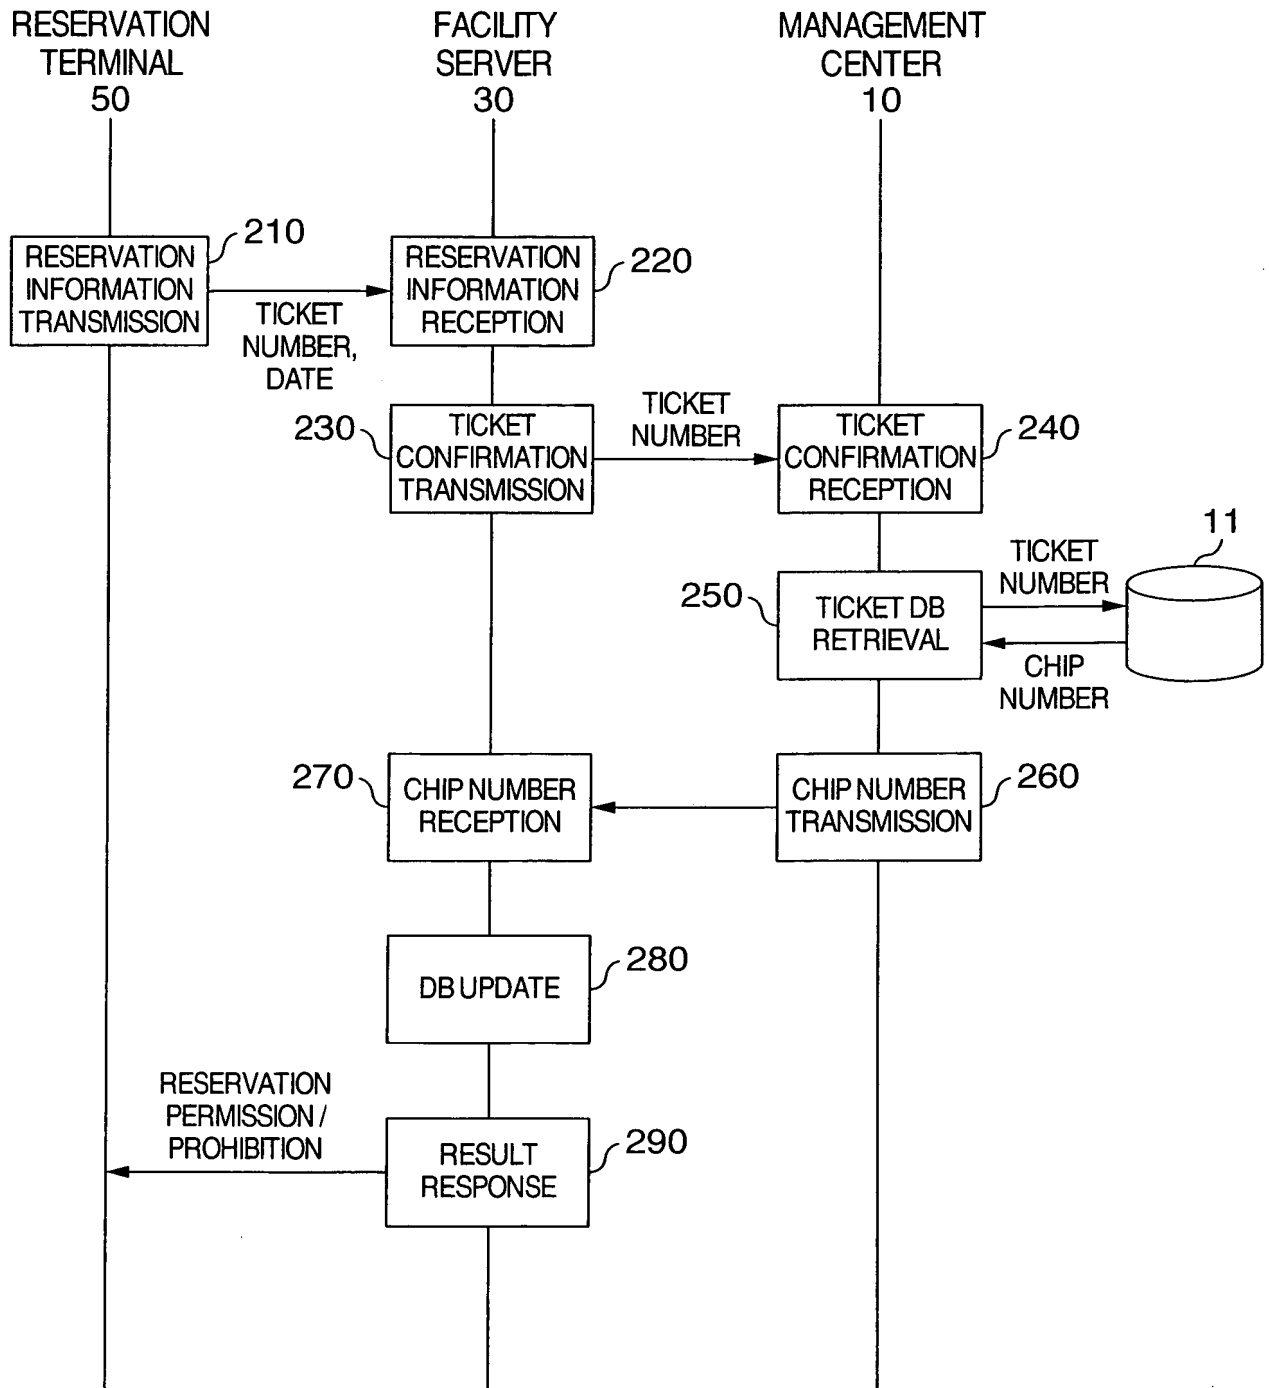 RESERVATION
TERMINAL
50
FACILITY
SERVER
30
MANAGEMENT
CENTER
10
RESERVATION
INFORMATION
TRANSMISSION
210
TICKET
NUMBER,
DATE
RESERVATION
INFORMATION
RECEPTION
220
230
TICKET
CONFIRMATION
TRANSMISSION
TICKET
NUMBER
TICKET
CONFIRMATION
RECEPTION
240
250
TICKET DB
RETRIEVAL
TICKET
NUMBER
11
CHIP
NUMBER
270
CHIP NUMBER
RECEPTION
CHIP NUMBER
TRANSMISSION
260
DB UPDATE
280
RESERVATION
PERMISSION /
PROHIBITION
RESULT
RESPONSE
290